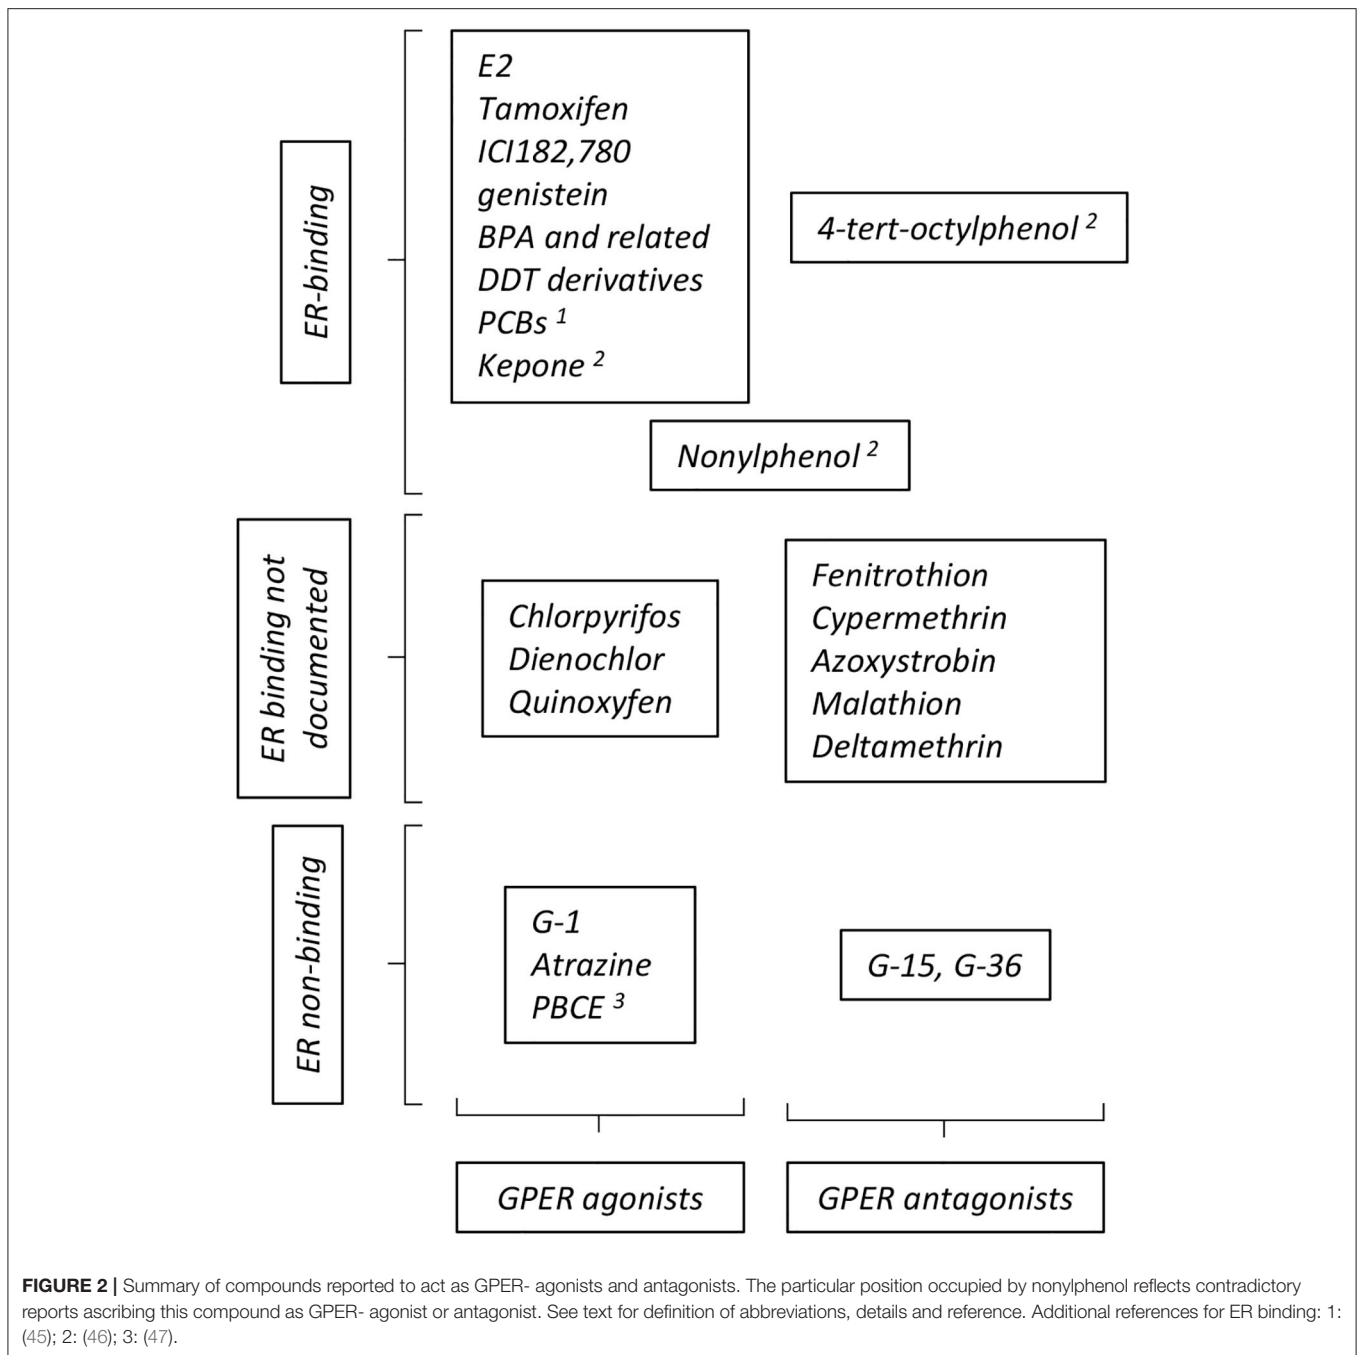 ER-binding
E2
Tamoxifen
ICI182,780
genistein
BPA and related
DDT derivatives
PCBs 1
Kepone 2
4-tert-octylphenol 2
Nonylphenol 2
ER binding not
documented
Chlorpyrifos
Dienochlor
Quinoxyfen
Fenitrothion
Cypermethrin
Azoxystrobin
Malathion
Deltamethrin
ER non-binding
G-1
Atrazine
PBCE 3
G-15, G-36
GPER agonists
GPER antagonists
FIGURE 2 | Summary of compounds reported to act as GPER- agonists and antagonists. The particular position occupied by nonylphenol reflects contradictory
reports ascribing this compound as GPER- agonist or antagonist. See text for definition of abbreviations, details and reference. Additional references for ER binding: 1:
(45); 2: (46); 3: (47).